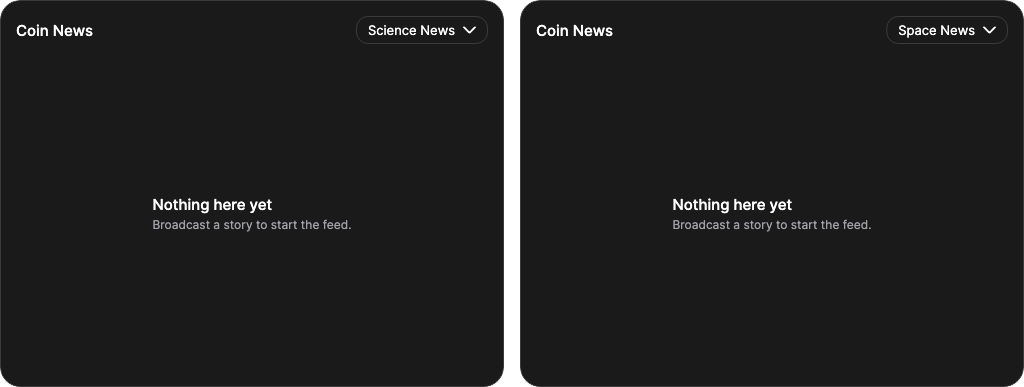 Coin News
Science News
Nothing here yet
Broadcast a story to start the feed.
Coin News
Space News
Nothing here yet
Broadcast a story to start the feed.